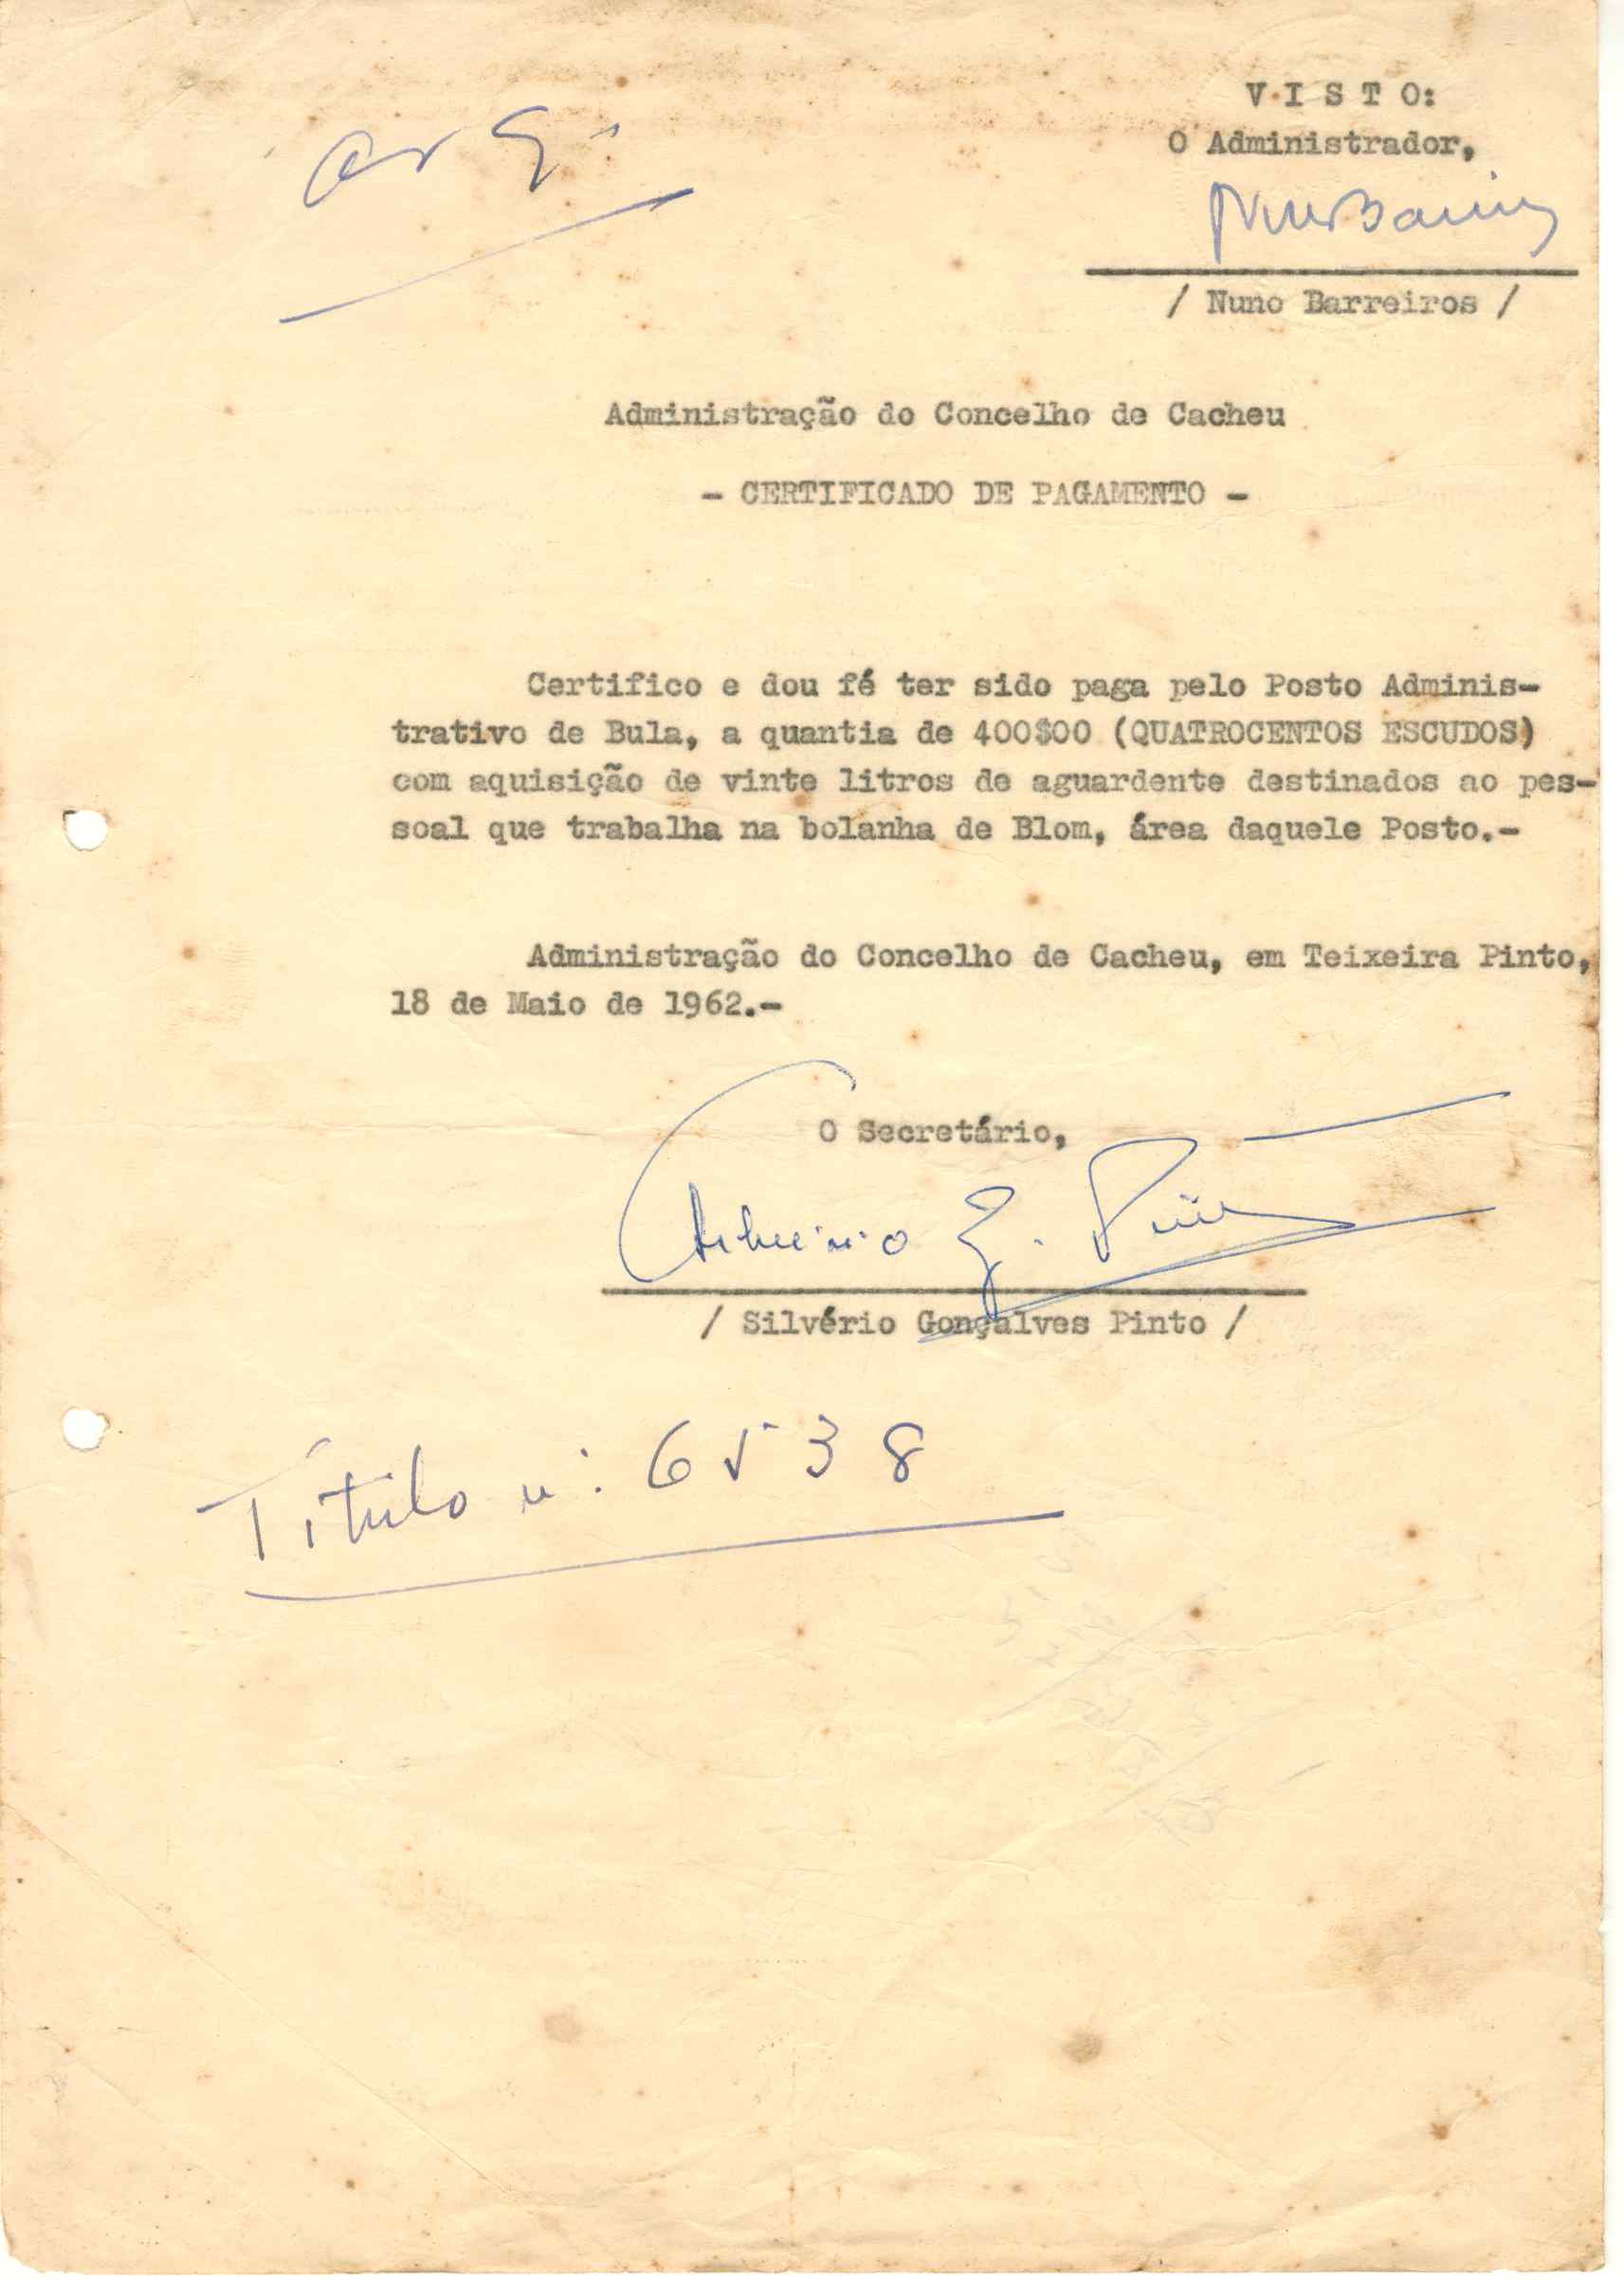 V I S T O:
O Administrador,
/ Nuno Barreiros /
Administração do Concelho de Cacheu
- CERTIFICADO DE PAGAMENTO -
Certifico e dou fé ter sido paga pelo Posto Adminis-
trativo de Bula, a quantia de 400$00 (QUATROCENTOS ESCUDOS)
com aquisição de vinte litros de aguardente destinados ao pes-
soal que trabalha na bolanha de Blom, área daquele Posto.-
Administração do Concelho de Cacheu, em Teixeira Pinto,
18 de Maio de 1962.-
O Secretário,
/ Silvério Gonçalves Pinto /
Título nº: 6538